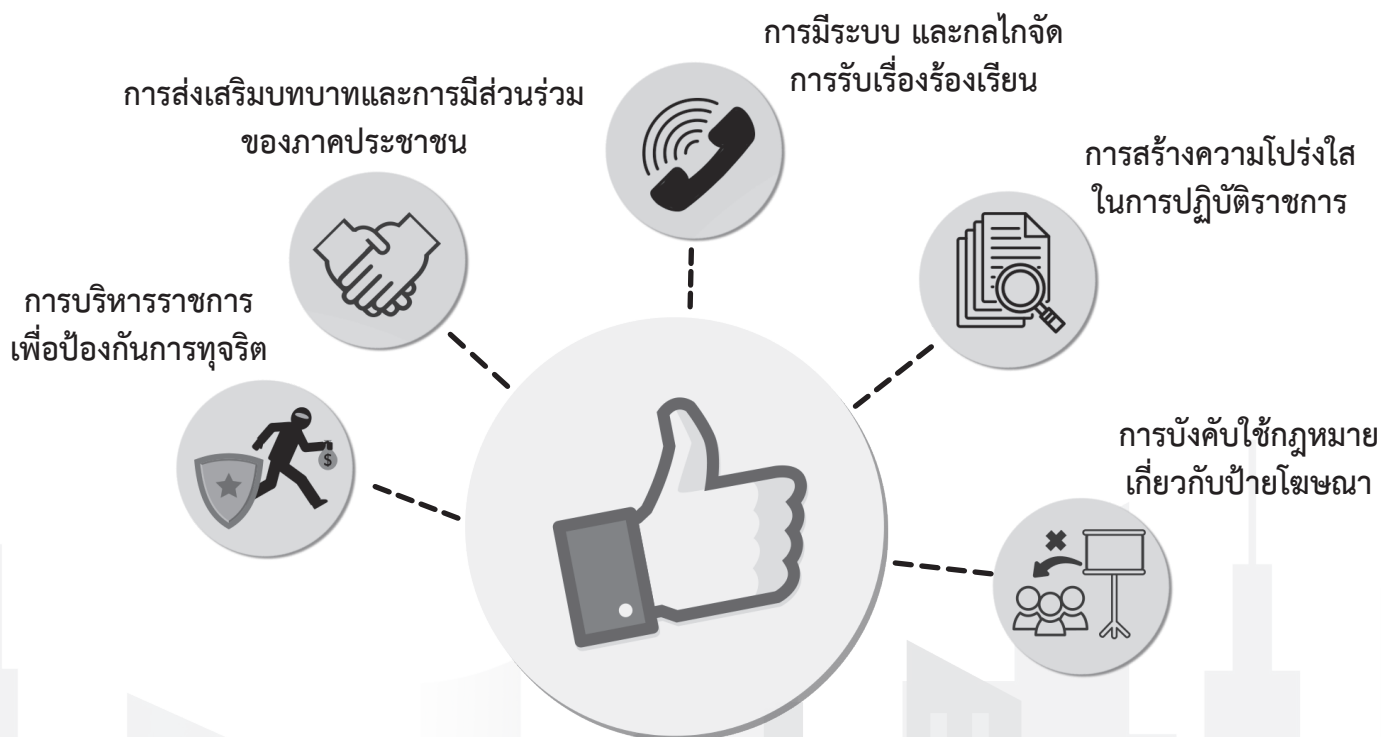 การมีระบบ และกลไกจัด
การรับเรื่องร้องเรียน
การส่งเสริมบทบาทและการมีส่วนร่วม
ของภาคประชาชน
การสร้างความโปร่งใส
ในการปฏิบัติราชการ
การบริหารราชการ
เพื่อป้องกันการทุจริต
$
การบังคับใช้กฎหมาย
เกี่ยวกับป้ายโฆษณา